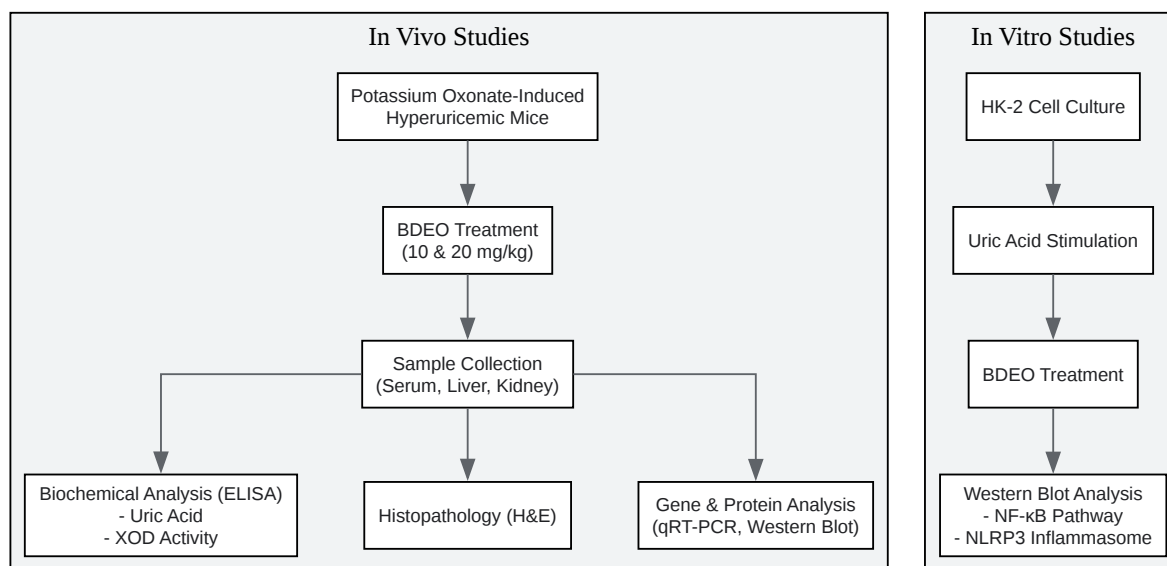 In Vivo Studies
Potassium Oxonate-Induced
Hyperuricemic Mice
BDEO Treatment
(10 & 20 mg/kg)
Sample Collection
(Serum, Liver, Kidney)
Biochemical Analysis (ELISA)
- Uric Acid
- XOD Activity
Histopathology (H&E)
Gene & Protein Analysis
(qRT-PCR, Western Blot)
In Vitro Studies
HK-2 Cell Culture
Uric Acid Stimulation
BDEO Treatment
Western Blot Analysis
- NF-κB Pathway
- NLRP3 Inflammasome